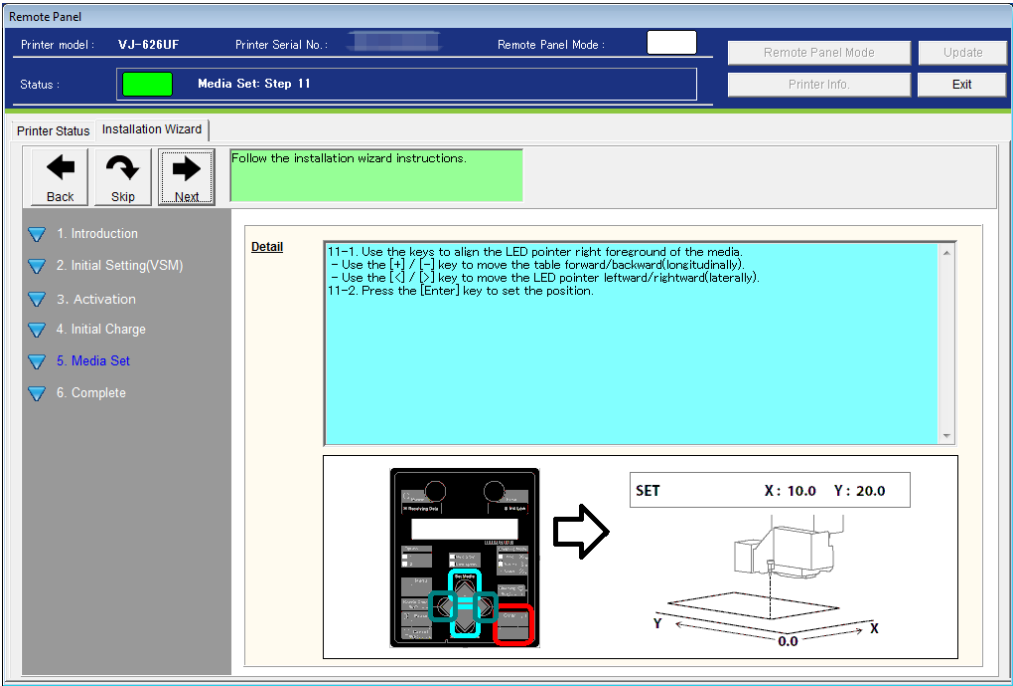 Remote Panel
Printer model : VJ-626UF Printer Serial No. : Remote Panel Mode :
Remote Panel Mode Update
Status : Media Set: Step 11
Printer Info. Exit
Printer Status Installation Wizard
Back Skip Next
Follow the installation wizard instructions.
1. Introduction
2. Initial Setting(VSM)
3. Activation
4. Initial Charge
5. Media Set
6. Complete
Detail
11-1. Use the keys to align the LED pointer right foreground of the media.
- Use the [+] / [-] key to move the table forward/backward(longitudinally).
- Use the [<] / [>] key to move the LED pointer leftward/rightward(laterally).
11-2. Press the [Enter] key to set the position.
Receiving Data
Menu
SET X : 10.0 Y : 20.0
Y X
0.0